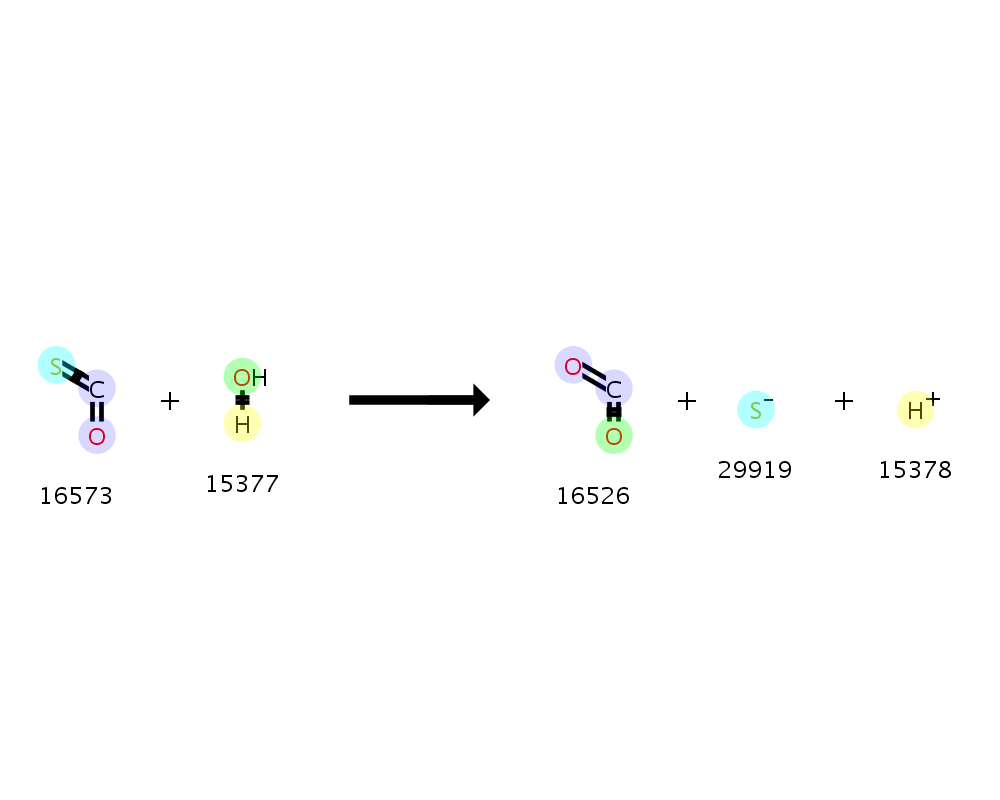 S C O + OH H C O O + S⁻ + H⁺
16573 15377 16526 29919 15378